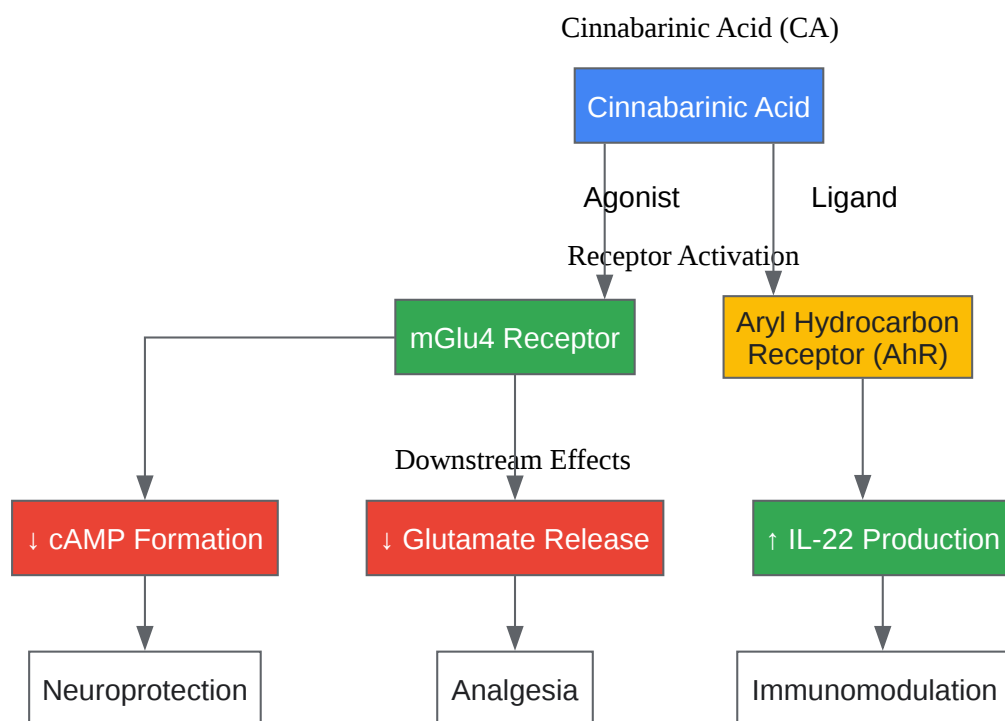 Cinnabarinic Acid (CA)
Cinnabarinic Acid
Agonist
Ligand
Receptor Activation
mGlu4 Receptor
Aryl Hydrocarbon
Receptor (AhR)
Downstream Effects
↓ cAMP Formation
↓ Glutamate Release
↑ IL-22 Production
Neuroprotection
Analgesia
Immunomodulation